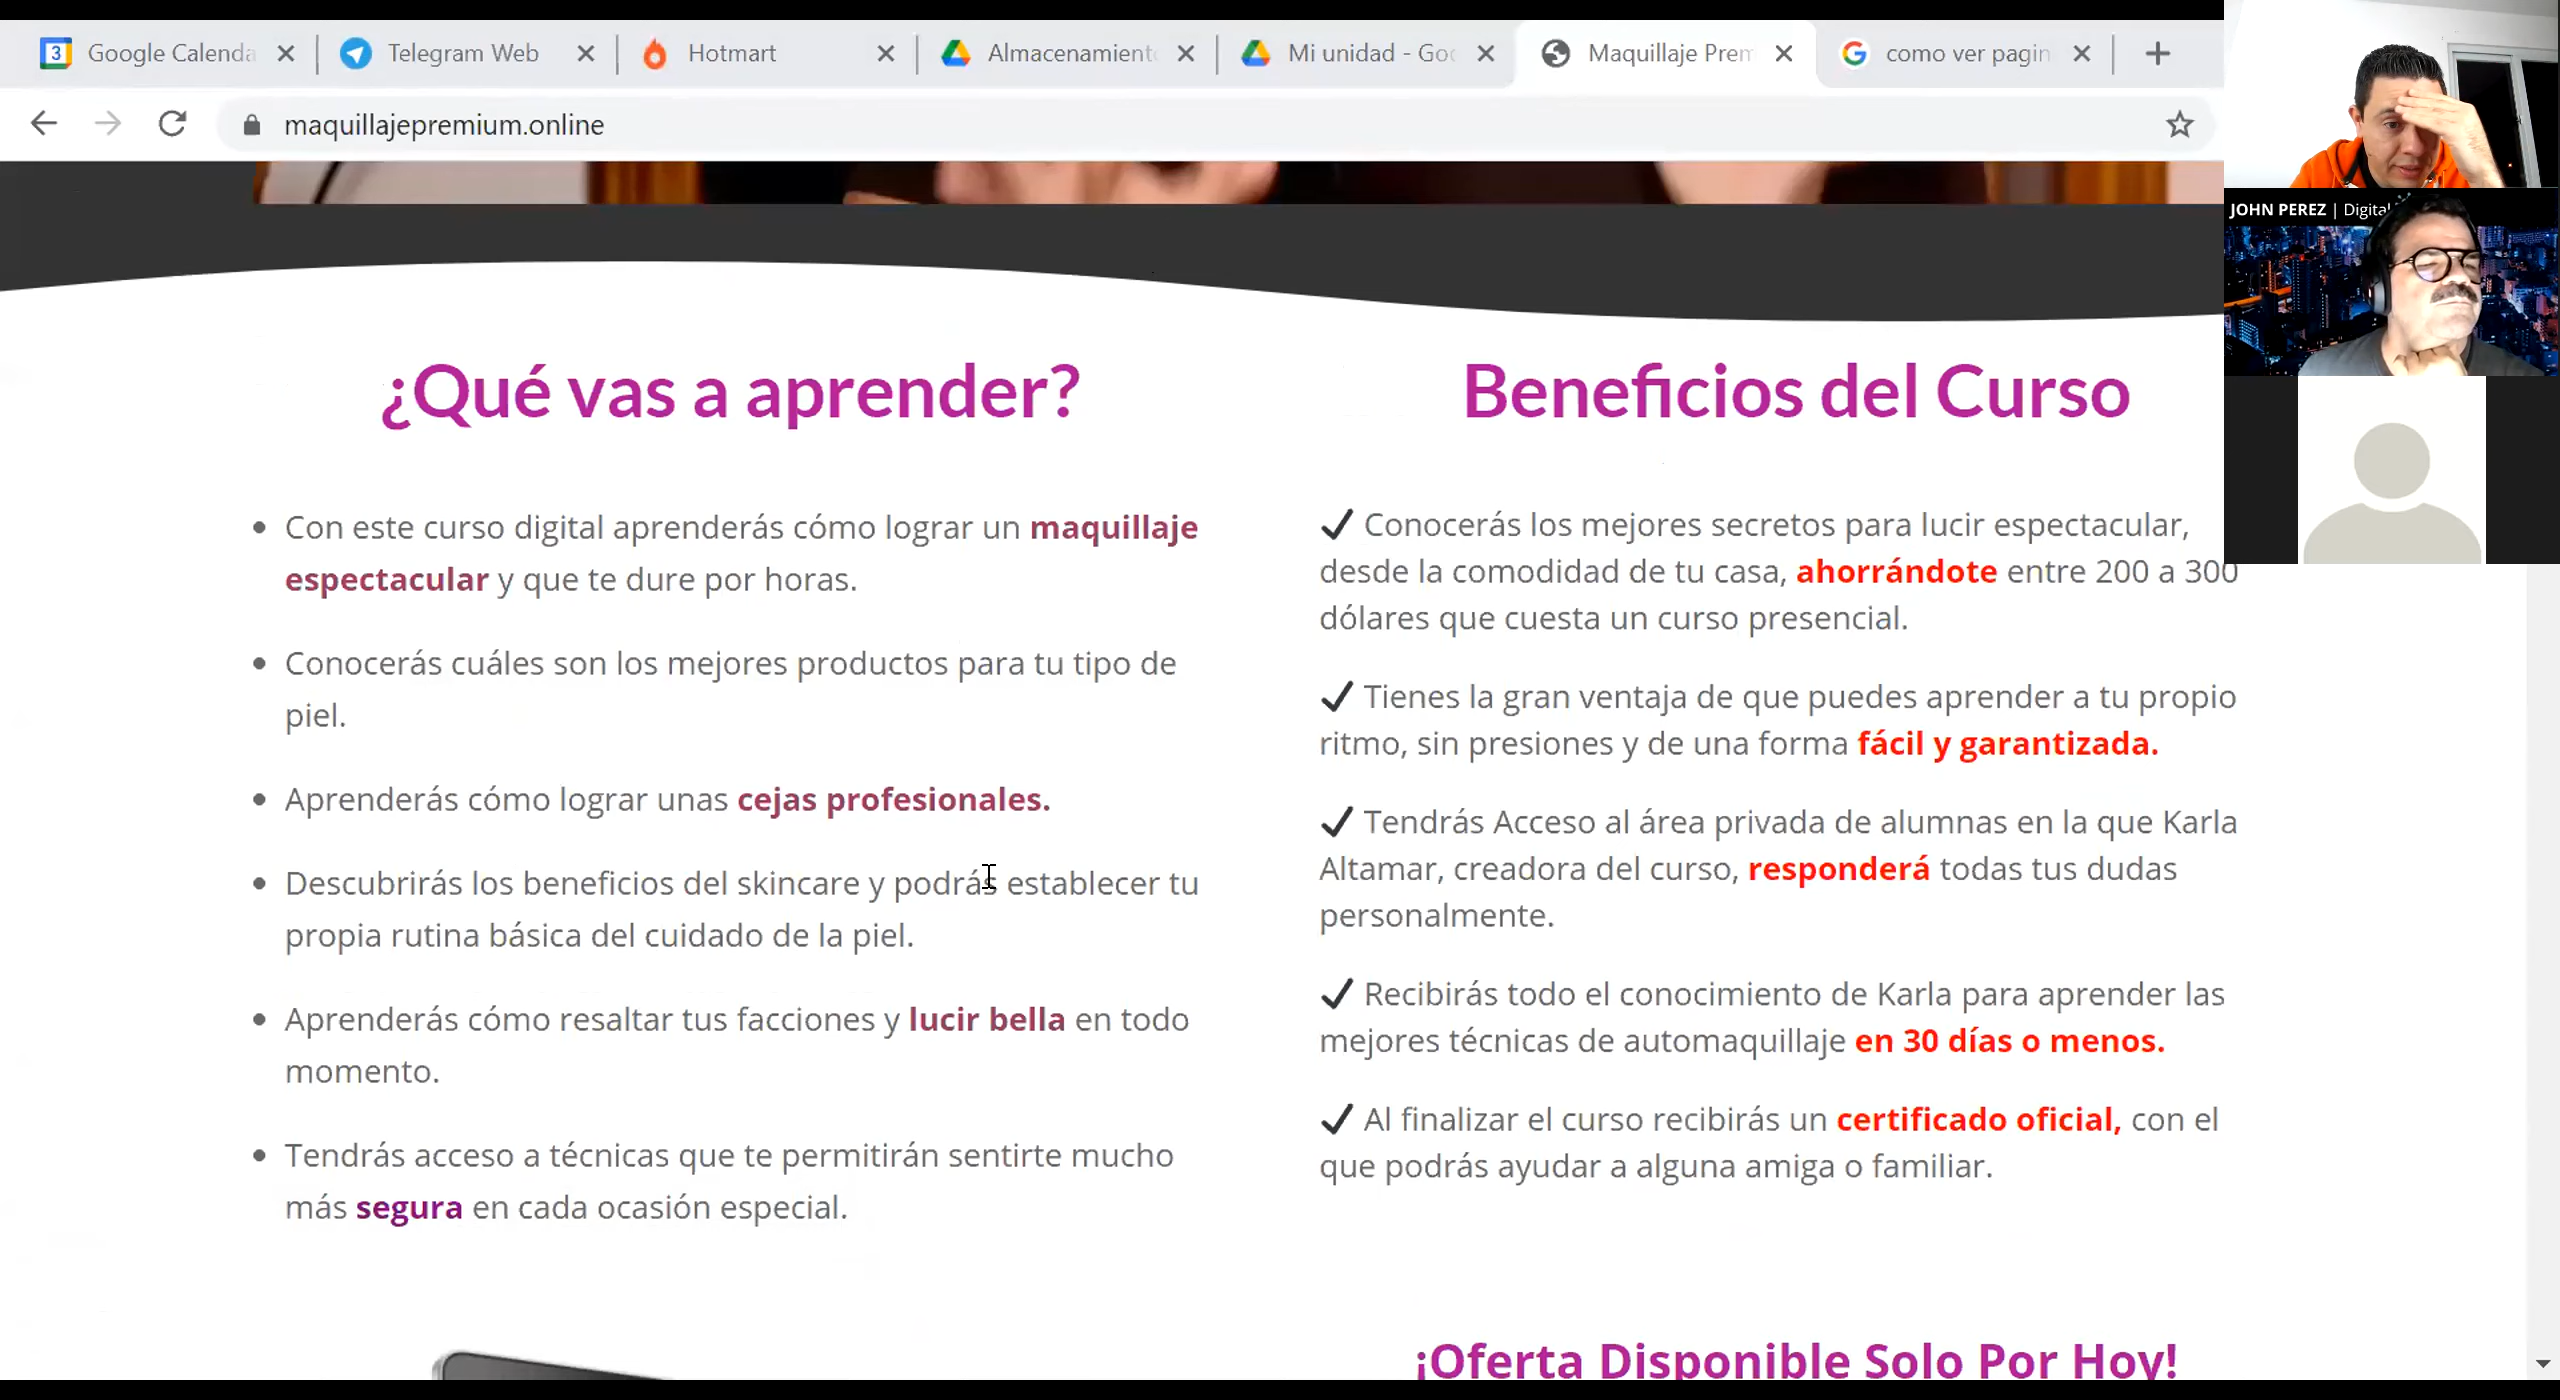 Google Calenda
Telegram Web
Hotmart
Almacenamient
Mi unidad - Goo
Maquillaje Prem
como ver pagin
maquillajepremium.online
JOHN PEREZ | Digital
¿Qué vas a aprender?
Con este curso digital aprenderás cómo lograr un maquillaje
espectacular y que te dure por horas.
Conocerás cuáles son los mejores productos para tu tipo de
piel.
Aprenderás cómo lograr unas cejas profesionales.
Descubrirás los beneficios del skincare y podrás establecer tu
propia rutina básica del cuidado de la piel.
Aprenderás cómo resaltar tus facciones y lucir bella en todo
momento.
Tendrás acceso a técnicas que te permitirán sentirte mucho
más segura en cada ocasión especial.
Beneficios del Curso
✓ Conocerás los mejores secretos para lucir espectacular,
desde la comodidad de tu casa, ahorrándote entre 200 a 300
dólares que cuesta un curso presencial.
✓ Tienes la gran ventaja de que puedes aprender a tu propio
ritmo, sin presiones y de una forma fácil y garantizada.
✓ Tendrás Acceso al área privada de alumnas en la que Karla
Altamar, creadora del curso, responderá todas tus dudas
personalmente.
✓ Recibirás todo el conocimiento de Karla para aprender las
mejores técnicas de automaquillaje en 30 días o menos.
✓ Al finalizar el curso recibirás un certificado oficial, con el
que podrás ayudar a alguna amiga o familiar.
¡Oferta Disponible Solo Por Hoy!